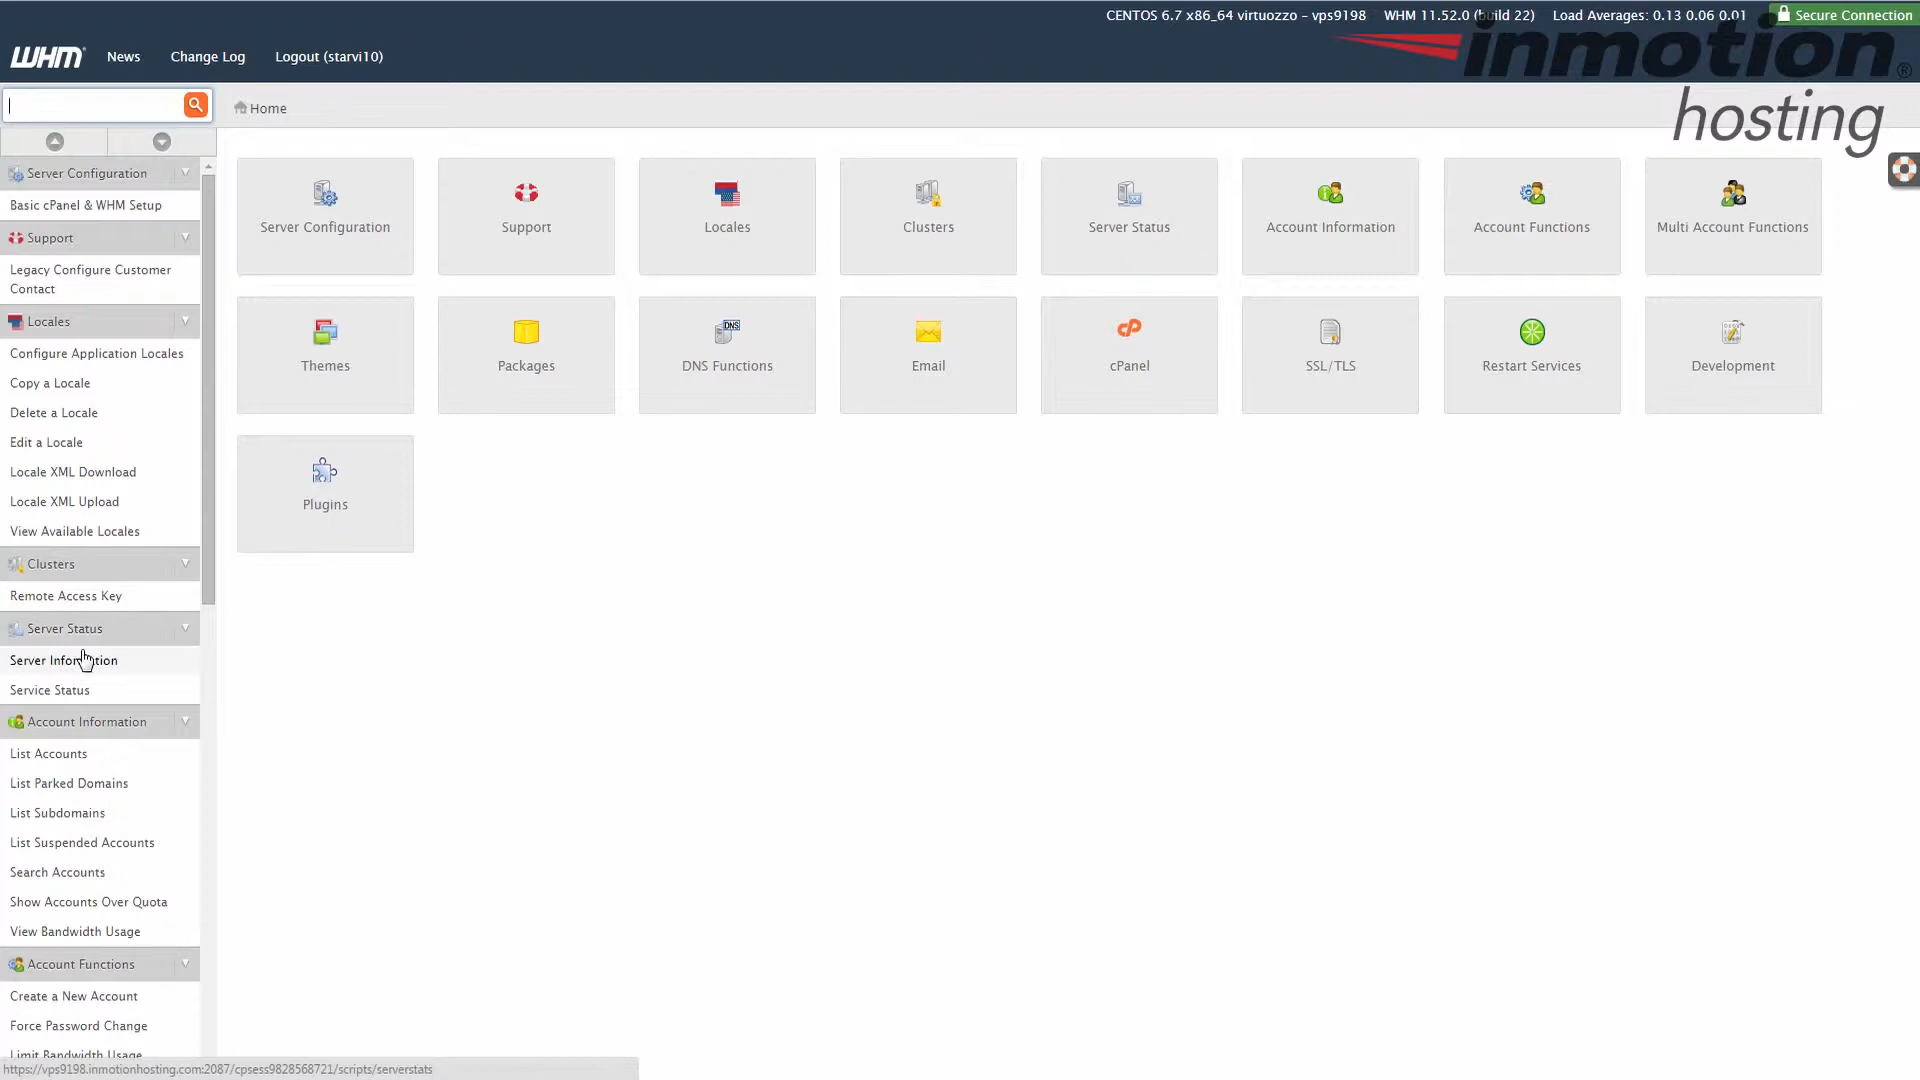 CENTOS 6.7 x86_64 virtuozzo – vps9198 WHM 11.52.0 (build 22) Load Averages: 0.13 0.06 0.01 Secure Connection
WHM News Change Log Logout (starvi10)
inmotion®
hosting
Home
Server Configuration
Basic cPanel & WHM Setup
Support
Legacy Configure Customer
Contact
Locales
Configure Application Locales
Copy a Locale
Delete a Locale
Edit a Locale
Locale XML Download
Locale XML Upload
View Available Locales
Clusters
Remote Access Key
Server Status
Server Information
Service Status
Account Information
List Accounts
List Parked Domains
List Subdomains
List Suspended Accounts
Search Accounts
Show Accounts Over Quota
View Bandwidth Usage
Account Functions
Create a New Account
Force Password Change
Limit Bandwidth Usage
https://vps9198.inmotionhosting.com:2087/cpsess9828568721/scripts/serverstats
Server Configuration Support Locales Clusters Server Status Account Information Account Functions Multi Account Functions
DNS
cP
Themes Packages DNS Functions Email cPanel SSL/TLS Restart Services Development
Plugins